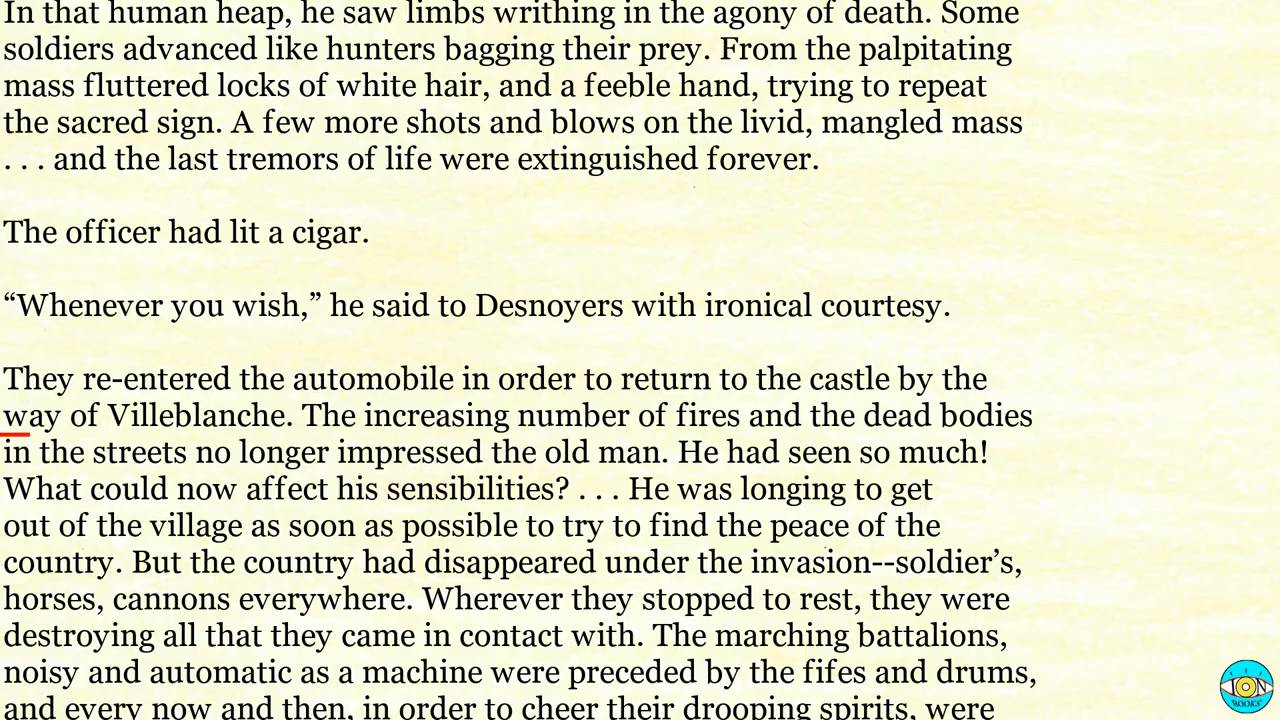 In that human heap, he saw limbs writhing in the agony of death. Some
soldiers advanced like hunters bagging their prey. From the palpitating
mass fluttered locks of white hair, and a feeble hand, trying to repeat
the sacred sign. A few more shots and blows on the livid, mangled mass
. . . and the last tremors of life were extinguished forever.
The officer had lit a cigar.
“Whenever you wish,” he said to Desnoyers with ironical courtesy.
They re-entered the automobile in order to return to the castle by the
way of Villeblanche. The increasing number of fires and the dead bodies
in the streets no longer impressed the old man. He had seen so much!
What could now affect his sensibilities? . . . He was longing to get
out of the village as soon as possible to try to find the peace of the
country. But the country had disappeared under the invasion--soldier’s,
horses, cannons everywhere. Wherever they stopped to rest, they were
destroying all that they came in contact with. The marching battalions,
noisy and automatic as a machine were preceded by the fifes and drums,
and every now and then, in order to cheer their drooping spirits, were
ION
BOOKS